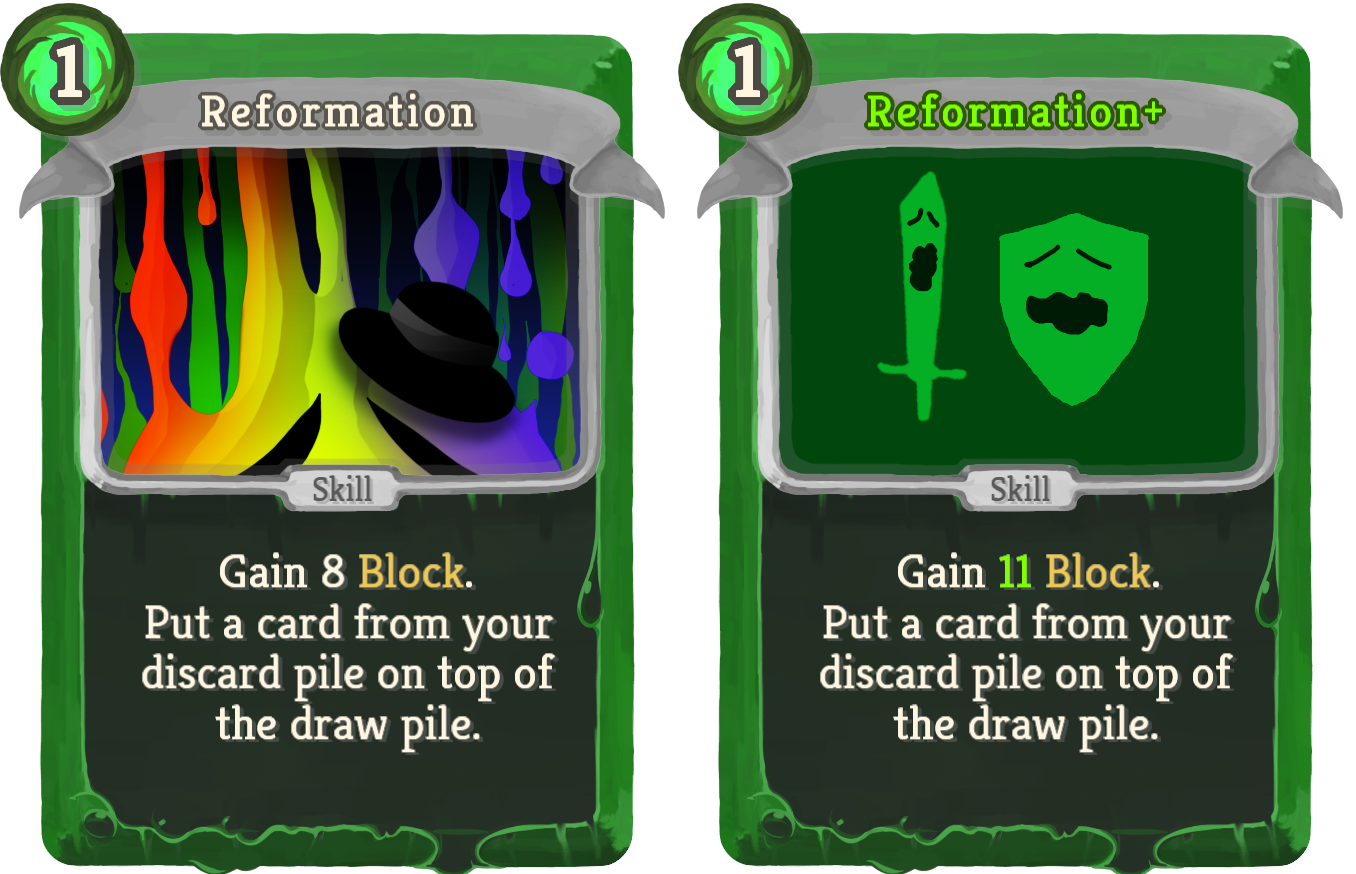 1
Reformation
Skill
Gain 8 Block.
Put a card from your
discard pile on top of
the draw pile.
1
Reformation+
Skill
Gain 11 Block.
Put a card from your
discard pile on top of
the draw pile.